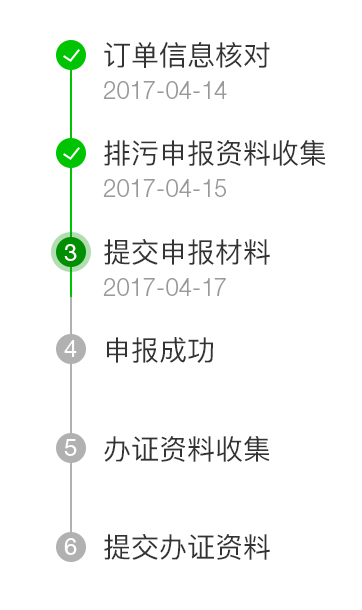 订单信息核对
2017-04-14
排污申报资料收集
2017-04-15
3 提交申报材料
2017-04-17
4 申报成功
5 办证资料收集
6 提交办证资料